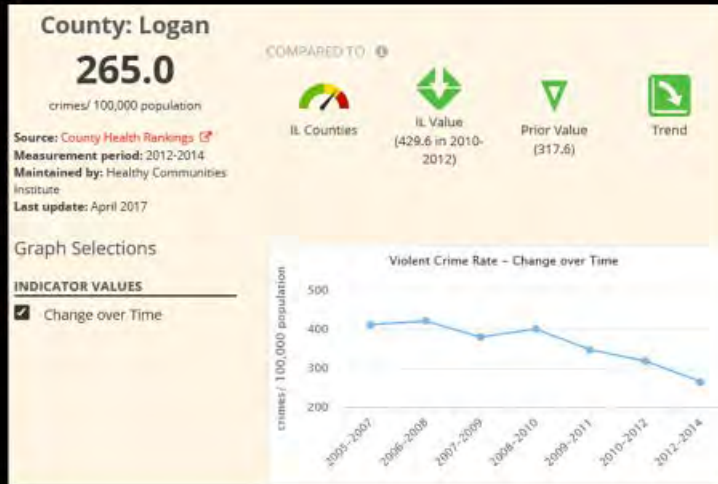 County: Logan
265.0
crimes/ 100,000 population
Source: County Health Rankings
Measurement period: 2012-2014
Maintained by: Healthy Communities
Institute
Last update: April 2017
COMPARED TO
IL Counties
IL Value
(429.6 in 2010-
2012)
Prior Value
(317.6)
Trend
Graph Selections
INDICATOR VALUES
Change over Time
Violent Crime Rate – Change over Time
crimes/ 100,000 population
500
400
300
200
2005-2007
2006-2008
2007-2009
2008-2010
2009-2011
2010-2012
2012-2014